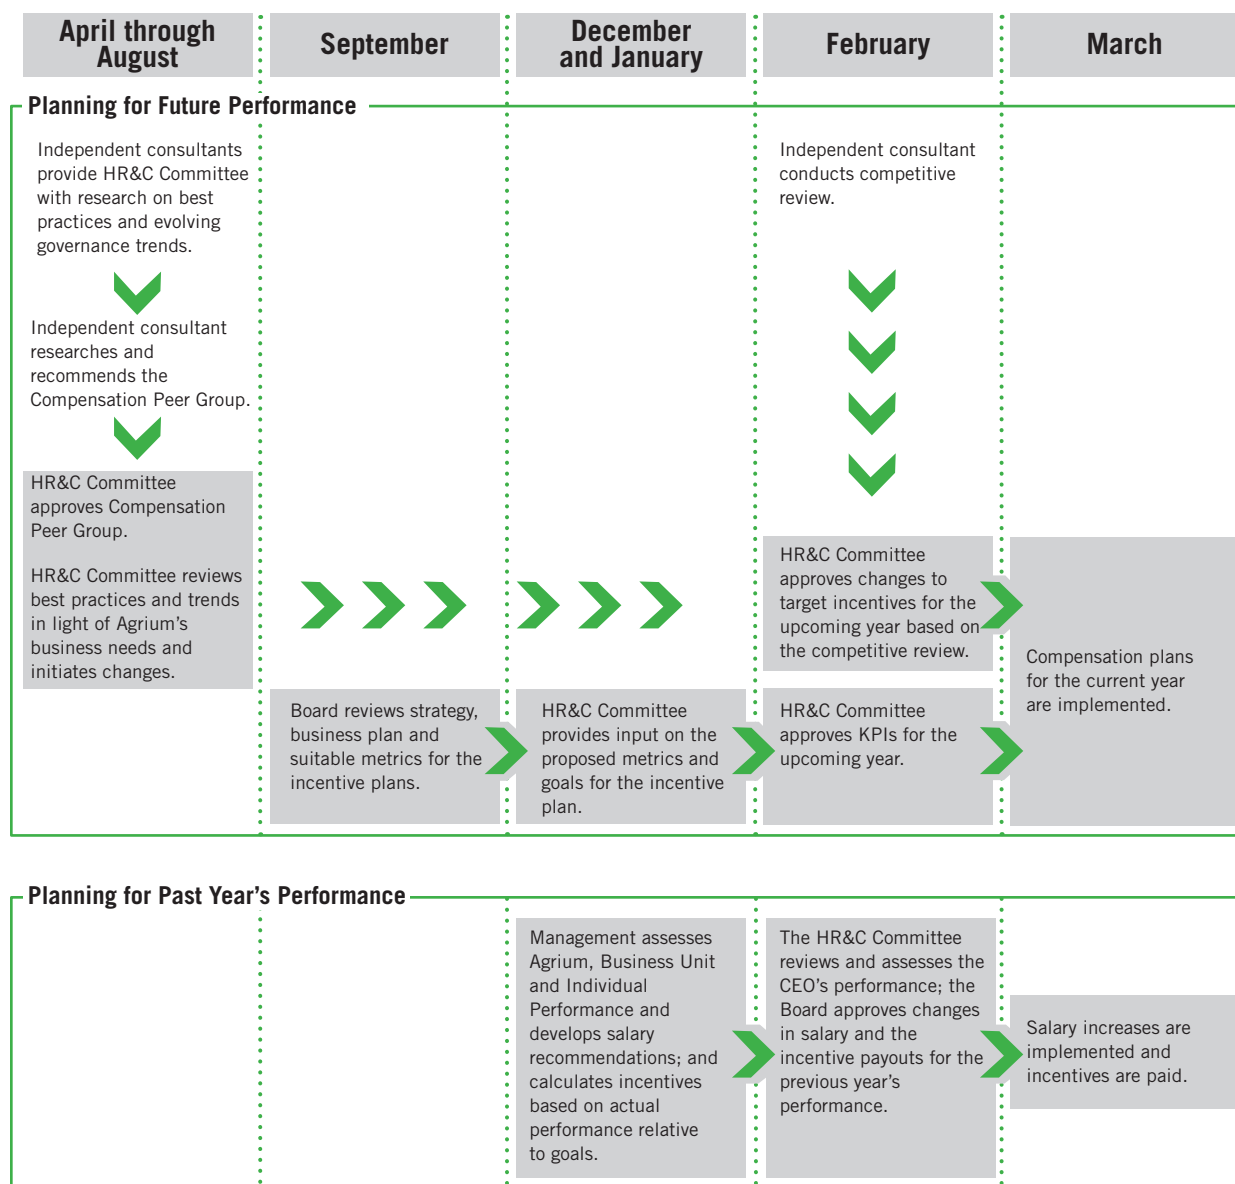 April through
August
September
December
and January
February
March
Planning for Future Performance
Independent consultants
provide HR&C Committee
with research on best
practices and evolving
governance trends.
Independent consultant
researches and
recommends the
Compensation Peer Group.
HR&C Committee
approves Compensation
Peer Group.
HR&C Committee reviews
best practices and trends
in light of Agrium’s
business needs and
initiates changes.
Board reviews strategy,
business plan and
suitable metrics for the
incentive plans.
HR&C Committee
provides input on the
proposed metrics and
goals for the incentive
plan.
Independent consultant
conducts competitive
review.
HR&C Committee
approves changes to
target incentives for the
upcoming year based on
the competitive review.
HR&C Committee
approves KPIs for the
upcoming year.
Compensation plans
for the current year
are implemented.
Planning for Past Year’s Performance
Management assesses
Agrium, Business Unit
and Individual
Performance and
develops salary
recommendations; and
calculates incentives
based on actual
performance relative
to goals.
The HR&C Committee
reviews and assesses the
CEO’s performance; the
Board approves changes
in salary and the
incentive payouts for the
previous year’s
performance.
Salary increases are
implemented and
incentives are paid.